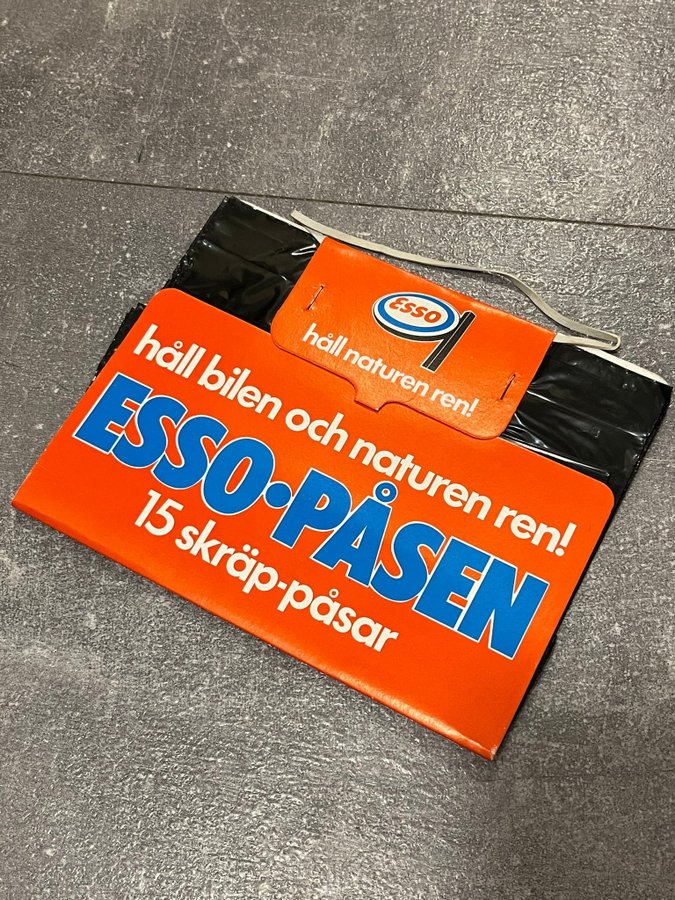 ESSO
håll naturen ren!
håll bilen och naturen ren!
ESSO•PÅSEN
15 skräp-påsar